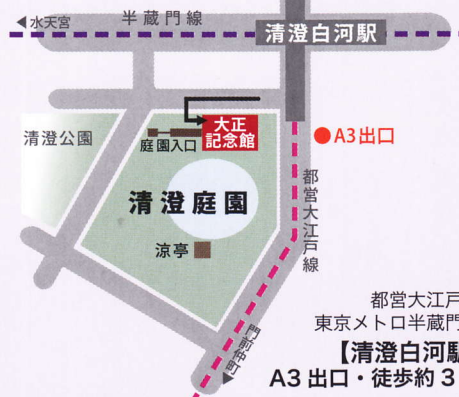 ◀水天宮
半蔵門線
清澄白河駅
清澄公園
庭園入口
大正
記念館
●A3出口
清澄庭園
都営大江戸線
涼亭
門前仲町
都営大江戸
東京メトロ半蔵門
【清澄白河駅
A3出口・徒歩約3